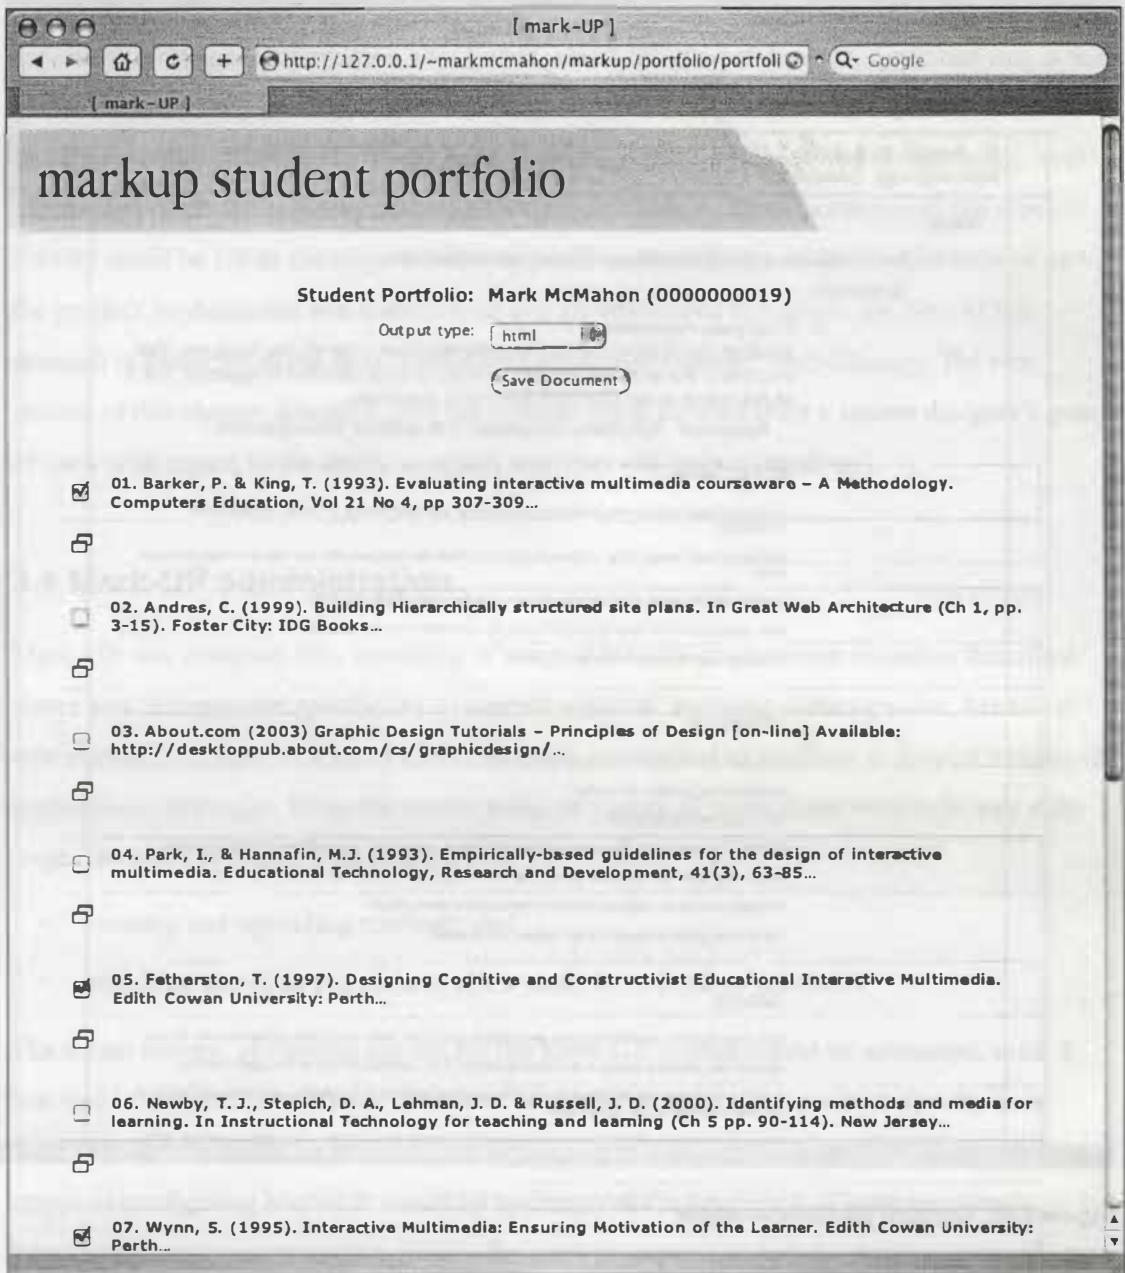 [ mark-UP ]
http://127.0.0.1/~markmcmahon/markup/portfolio/portfoli
Google
[ mark-UP ]
markup student portfolio
Student Portfolio: Mark McMahon (0000000019)
Output type: html
Save Document
01. Barker, P. & King, T. (1993). Evaluating interactive multimedia courseware – A Methodology.
Computers Education, Vol 21 No 4, pp 307-309...
02. Andres, C. (1999). Building Hierarchically structured site plans. In Great Web Architecture (Ch 1, pp.
3-15). Foster City: IDG Books...
03. About.com (2003) Graphic Design Tutorials – Principles of Design [on-line] Available:
http://desktoppub.about.com/cs/graphicdesign/...
04. Park, I., & Hannafin, M.J. (1993). Empirically-based guidelines for the design of interactive
multimedia. Educational Technology, Research and Development, 41(3), 63-85...
05. Fetherston, T. (1997). Designing Cognitive and Constructivist Educational Interactive Multimedia.
Edith Cowan University: Perth...
06. Newby, T. J., Stepich, D. A., Lehman, J. D. & Russell, J. D. (2000). Identifying methods and media for
learning. In Instructional Technology for teaching and learning (Ch 5 pp. 90-114). New Jersey...
07. Wynn, S. (1995). Interactive Multimedia: Ensuring Motivation of the Learner. Edith Cowan University:
Perth...